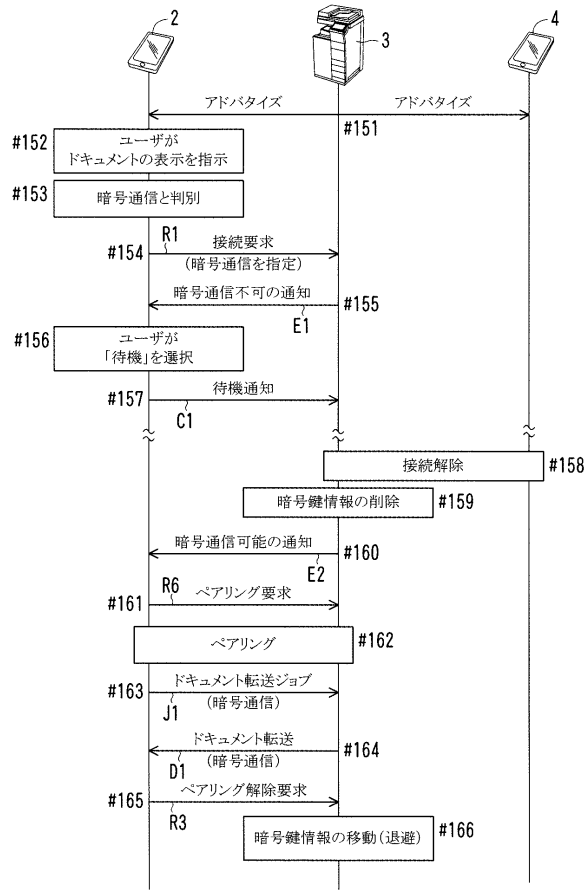 2
3
4
アドバタイズ
アドバタイズ
#151
#152
ユーザが
ドキュメントの表示を指示
#153
暗号通信と判別
#154
R1
接続要求
(暗号通信を指定)
暗号通信不可の通知
#155
E1
#156
ユーザが
「待機」を選択
#157
待機通知
C1
接続解除
#158
暗号鍵情報の削除
#159
暗号通信可能の通知
#160
E2
#161
R6
ペアリング要求
ペアリング
#162
#163
ドキュメント転送ジョブ
J1
(暗号通信)
ドキュメント転送
#164
D1
(暗号通信)
#165
ペアリング解除要求
R3
暗号鍵情報の移動(退避)
#166